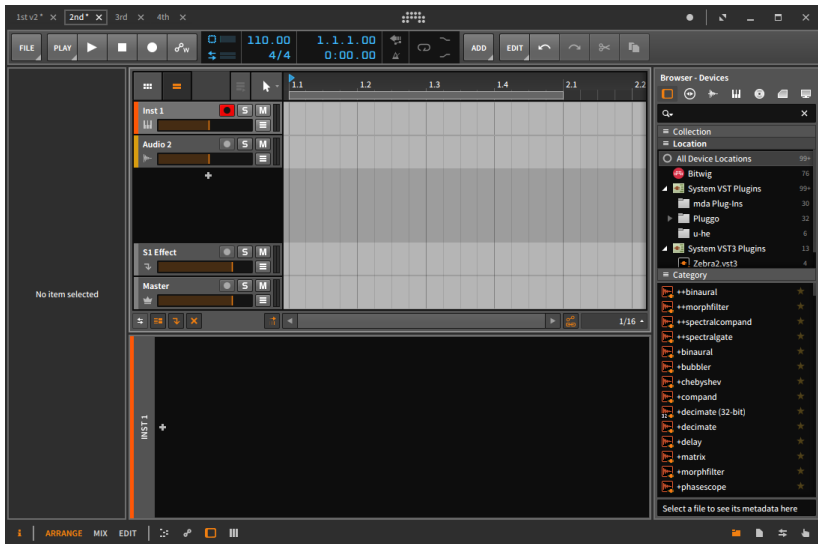 1st v2* × 2nd* × 3rd × 4th ×
FILE PLAY 110.00 4/4 1.1.1.00 0:00.00 ADD EDIT
1.1 1.2 1.3 1.4 2.1 2.2
Inst 1 S M
Audio 2 S M
+
S1 Effect S M
Master S M
1/16
No item selected
INST 1
+
Browser - Devices
Collection
Location
All Device Locations 99+
Bitwig 76
System VST Plugins 99+
mda Plug-Ins 30
Pluggo 32
u-he 6
System VST3 Plugins 13
Zebra2.vst3 4
Category
++binaural
++morphfilter
++spectralcompand
++spectralgate
+binaural
+bubbler
+chebyshev
+compand
32 +decimate (32-bit)
+decimate
+delay
+matrix
+morphfilter
+phasescope
Select a file to see its metadata here
i ARRANGE MIX EDIT